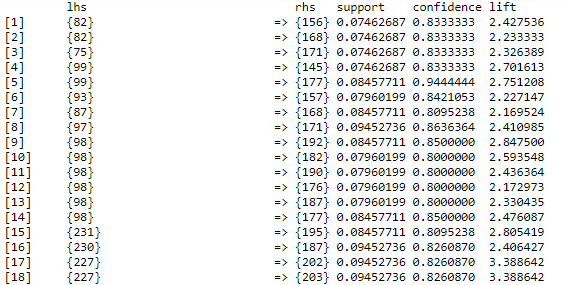 lhs rhs support confidence lift
[1] {82} => {156} 0.07462687 0.8333333 2.427536
[2] {82} => {168} 0.07462687 0.8333333 2.233333
[3] {75} => {171} 0.07462687 0.8333333 2.326389
[4] {99} => {145} 0.07462687 0.8333333 2.701613
[5] {99} => {177} 0.08457711 0.9444444 2.751208
[6] {93} => {157} 0.07960199 0.8421053 2.227147
[7] {87} => {168} 0.08457711 0.8095238 2.169524
[8] {97} => {171} 0.09452736 0.8636364 2.410985
[9] {98} => {192} 0.08457711 0.8500000 2.847500
[10] {98} => {182} 0.07960199 0.8000000 2.593548
[11] {98} => {190} 0.07960199 0.8000000 2.436364
[12] {98} => {176} 0.07960199 0.8000000 2.172973
[13] {98} => {187} 0.07960199 0.8000000 2.330435
[14] {98} => {177} 0.08457711 0.8500000 2.476087
[15] {231} => {195} 0.08457711 0.8095238 2.805419
[16] {230} => {187} 0.09452736 0.8260870 2.406427
[17] {227} => {202} 0.09452736 0.8260870 3.388642
[18] {227} => {203} 0.09452736 0.8260870 3.388642